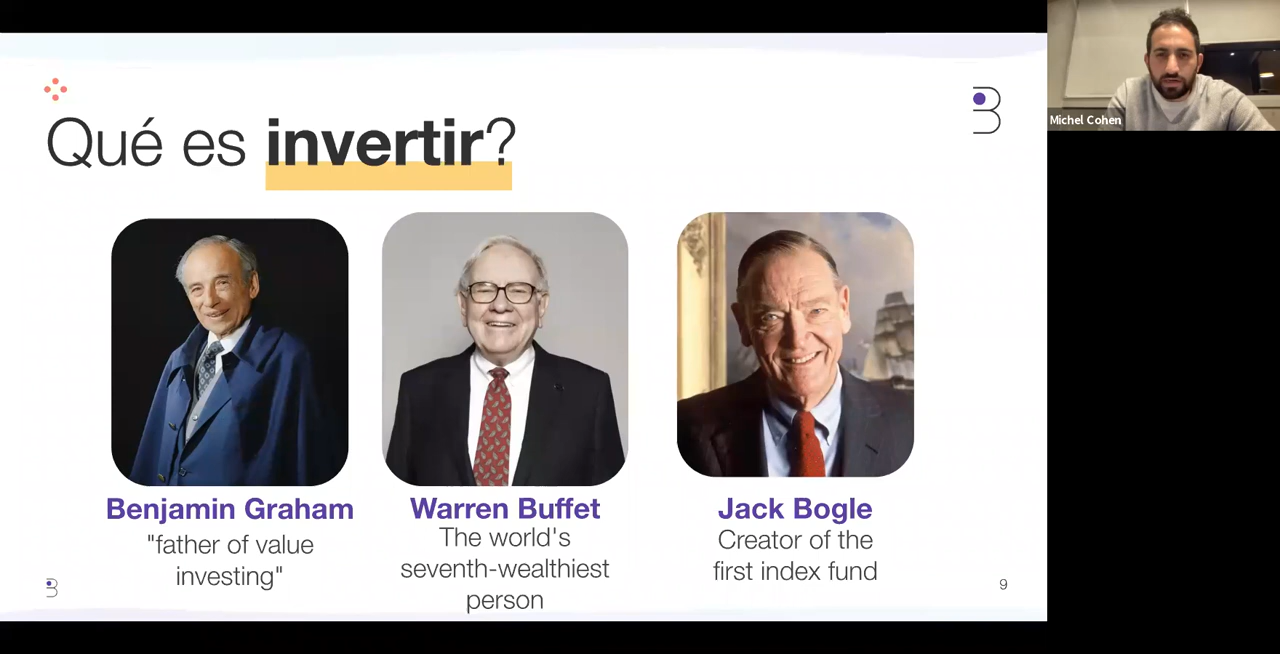 Michel Cohen
Qué es invertir?
Benjamin Graham
"father of value
investing"
Warren Buffet
The world's
seventh-wealthiest
person
Jack Bogle
Creator of the
first index fund
9